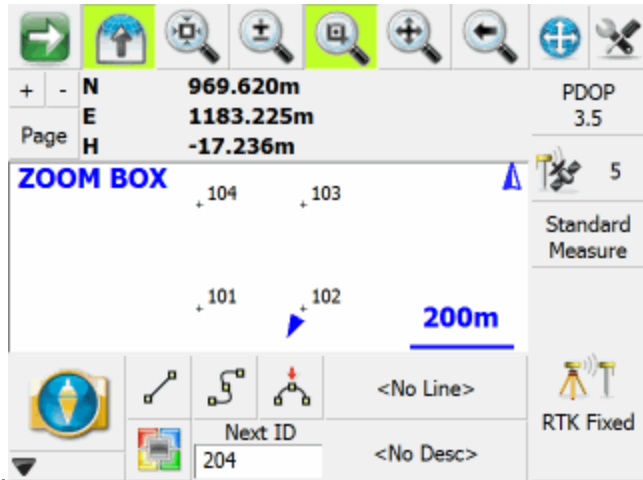 + - N 969.620m
E 1183.225m
Page H -17.236m
PDOP
3.5
5
Standard
Measure
ZOOM BOX
104 103
101 102
200m
<No Line>
Next ID
204
<No Desc>
RTK Fixed